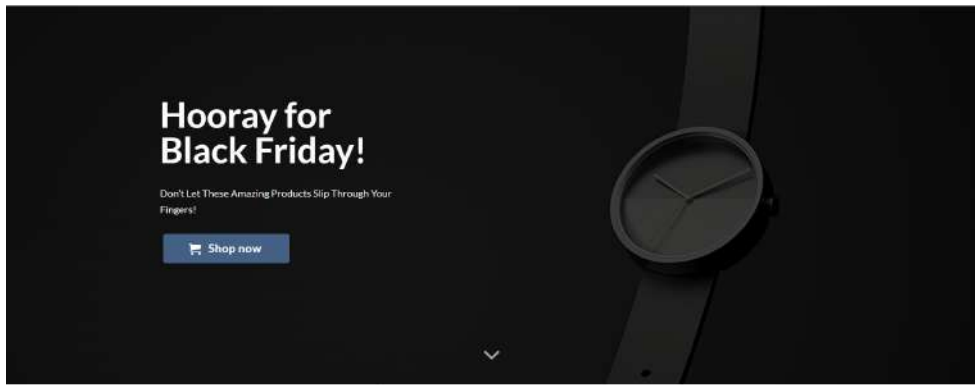 Hooray for
Black Friday!
Don't Let These Amazing Products Slip Through Your
Fingers!
Shop now